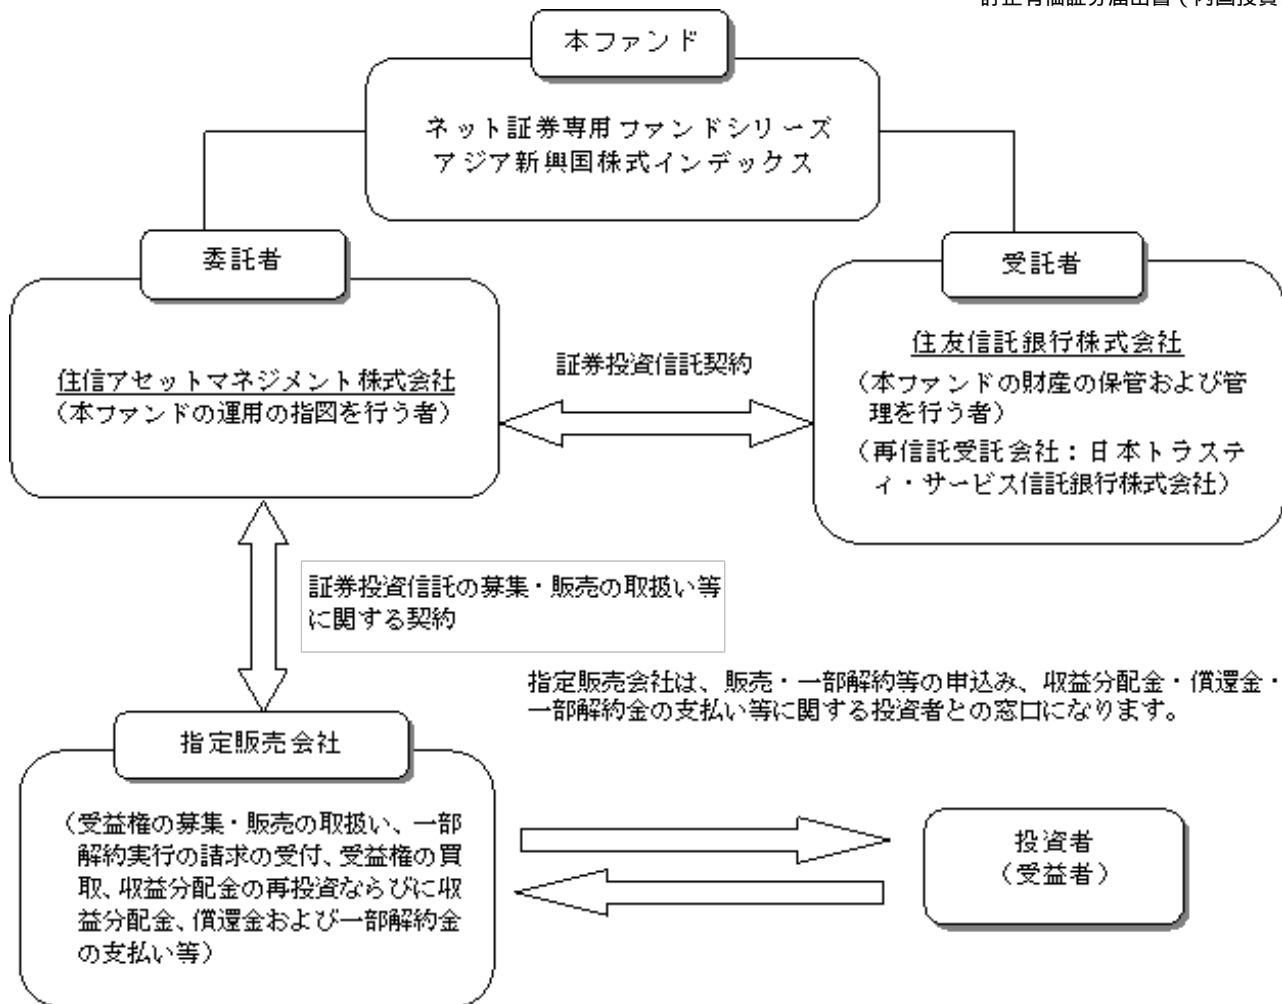 訂正有価証券届出書（内国投資
本ファンド
ネット証券専用ファンドシリーズ
アジア新興国株式インデックス
委託者
住信アセットマネジメント株式会社
（本ファンドの運用の指図を行う者）
証券投資信託契約
受託者
住友信託銀行株式会社
（本ファンドの財産の保管および管
理を行う者）
（再信託受託会社：日本トラステ
ィ・サービス信託銀行株式会社）
証券投資信託の募集・販売の取扱い等
に関する契約
指定販売会社は、販売・一部解約等の申込み、収益分配金・償還金・
一部解約金の支払い等に関する投資者との窓口になります。
指定販売会社
（受益権の募集・販売の取扱い、一部
解約実行の請求の受付、受益権の買
取、収益分配金の再投資ならびに収
益分配金、償還金および一部解約金
の支払い等）
投資者
（受益者）